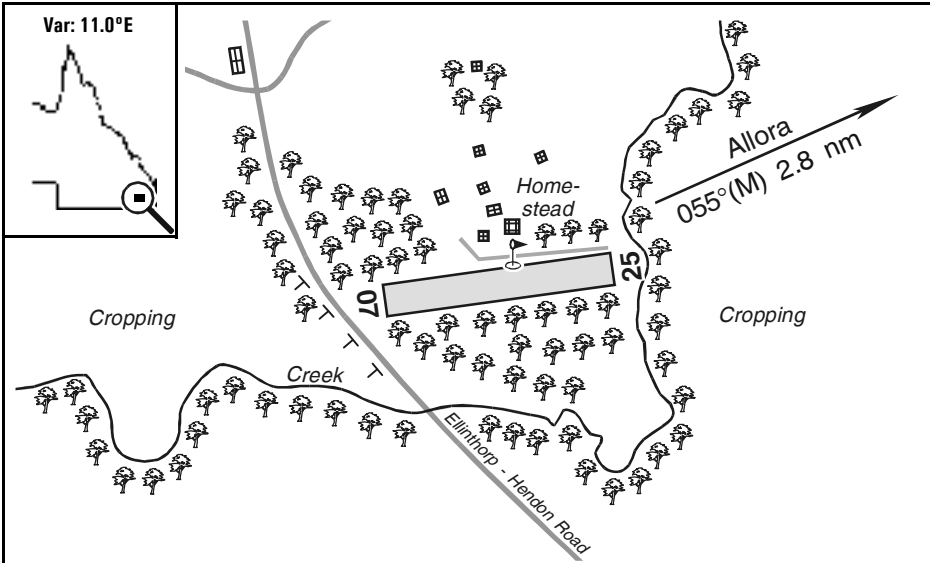 Var: 11.0°E
Allora
055°(M) 2.8 nm
Home-
stead
07
25
Cropping
Cropping
Creek
Ellinthorp - Hendon Road